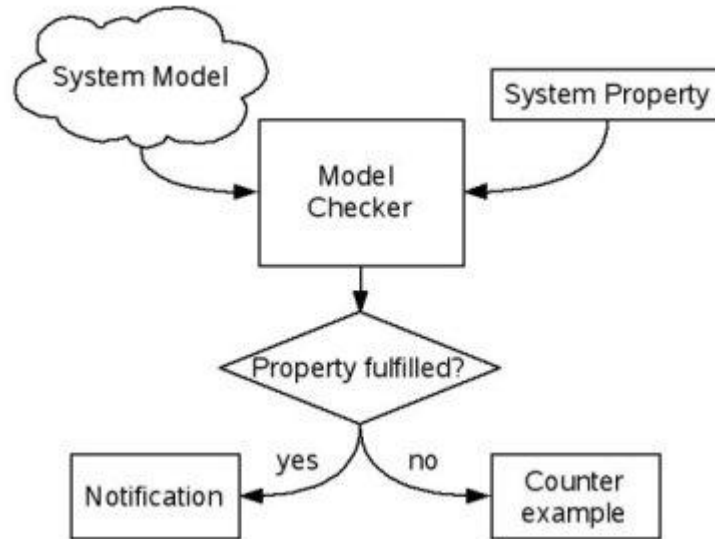 System Model
System Property
Model
Checker
Property fulfilled?
yes
no
Notification
Counter
example